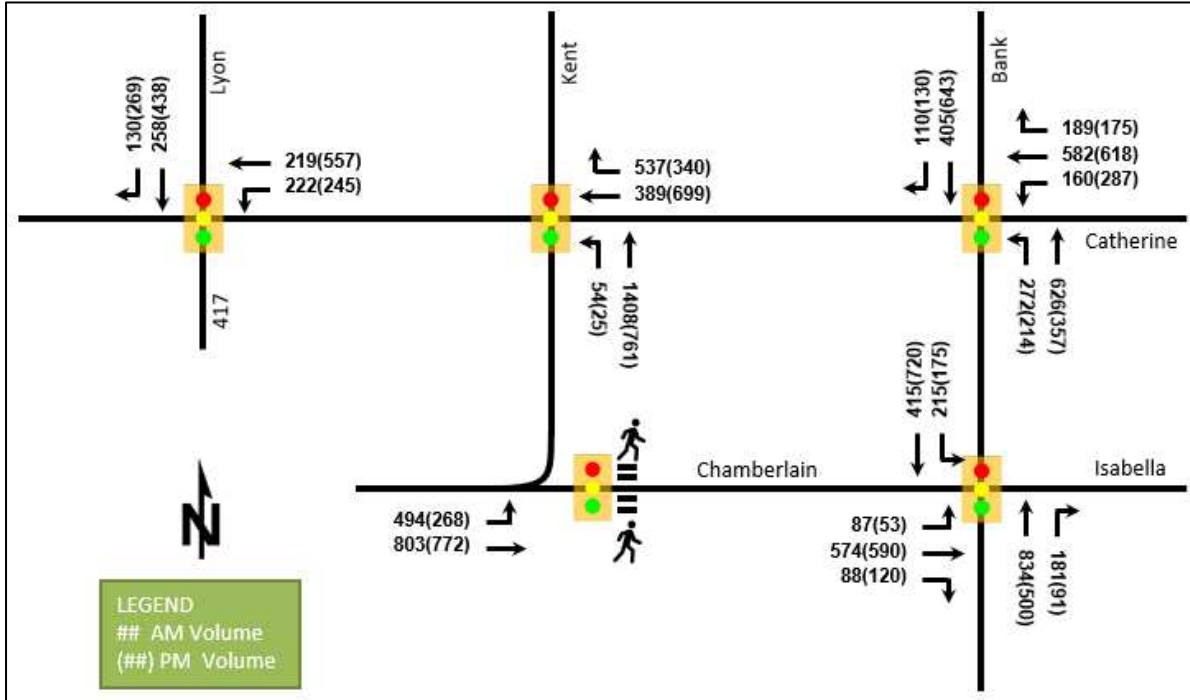 Lyon
Kent
Bank
130(269)
258(438)
219(557)
222(245)
537(340)
389(699)
110(130)
405(643)
189(175)
582(618)
160(287)
Catherine
417
54(25)
1408(761)
272(214)
626(357)
415(720)
215(175)
Chamberlain
Isabella
N
494(268)
803(772)
87(53)
574(590)
88(120)
834(500)
181(91)
LEGEND
## AM Volume
(##) PM Volume